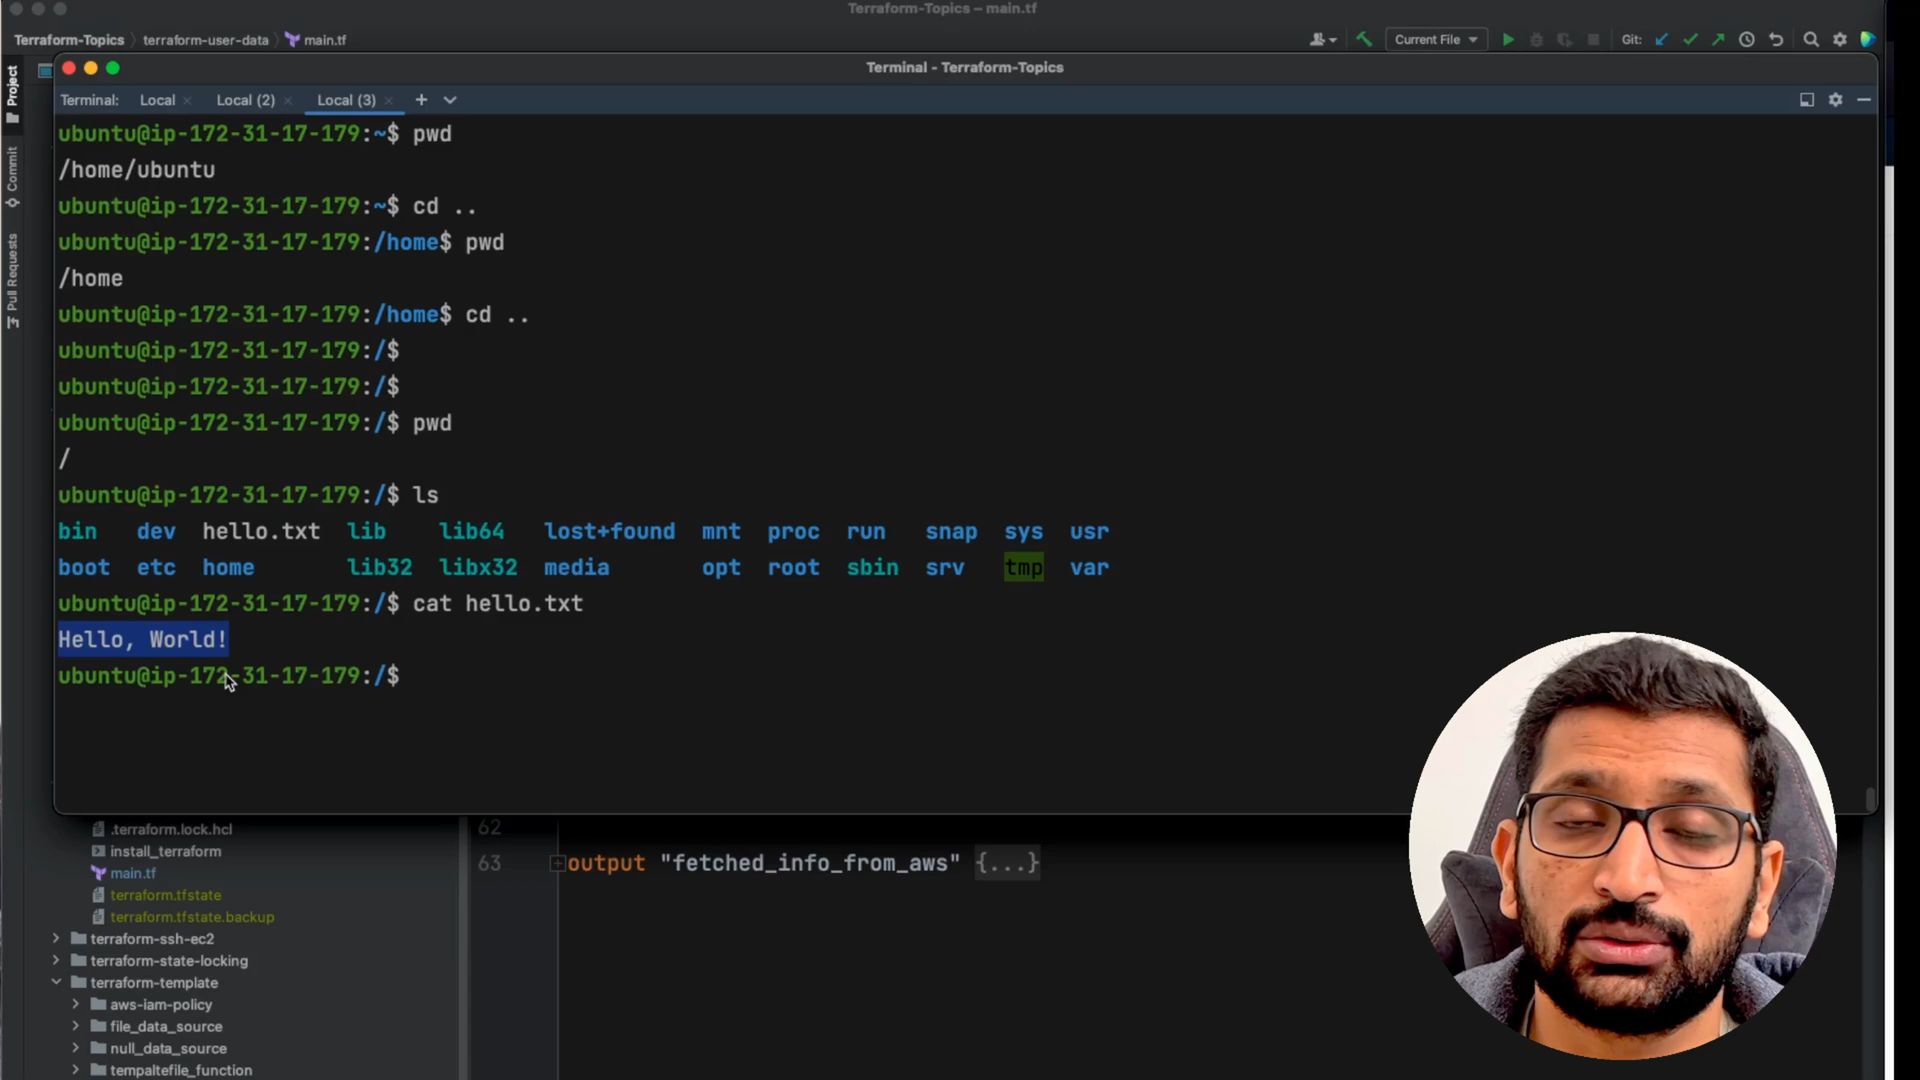 Terraform-Topics – main.tf
Terraform-Topics › terraform-user-data › main.tf
Current File
Git:
Project
Commit
Pull Requests
Terminal - Terraform-Topics
Terminal: Local × Local (2) × Local (3) × +
ubuntu@ip-172-31-17-179:~$ pwd
/home/ubuntu
ubuntu@ip-172-31-17-179:~$ cd ..
ubuntu@ip-172-31-17-179:/home$ pwd
/home
ubuntu@ip-172-31-17-179:/home$ cd ..
ubuntu@ip-172-31-17-179:/$
ubuntu@ip-172-31-17-179:/$
ubuntu@ip-172-31-17-179:/$ pwd
/
ubuntu@ip-172-31-17-179:/$ ls
bin dev hello.txt lib lib64 lost+found mnt proc run snap sys usr
boot etc home lib32 libx32 media opt root sbin srv tmp var
ubuntu@ip-172-31-17-179:/$ cat hello.txt
Hello, World!
ubuntu@ip-172-31-17-179:/$
.terraform.lock.hcl
install_terraform
main.tf
terraform.tfstate
terraform.tfstate.backup
terraform-ssh-ec2
terraform-state-locking
terraform-template
aws-iam-policy
file_data_source
null_data_source
tempaltefile_function
62
63 output "fetched_info_from_aws" {...}